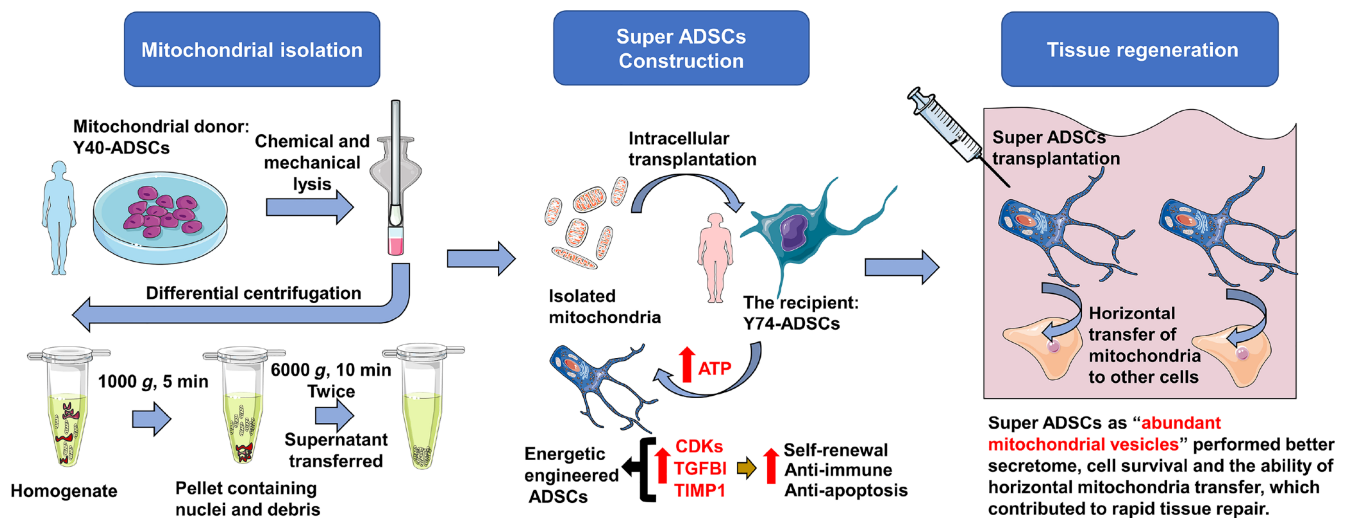 Mitochondrial isolation
Mitochondrial donor:
Y40-ADSCs
Chemical and
mechanical
lysis
Differential centrifugation
1000 g, 5 min
6000 g, 10 min
Twice
Supernatant
transferred
Homogenate
Pellet containing
nuclei and debris
Super ADSCs
Construction
Intracellular
transplantation
Isolated
mitochondria
The recipient:
Y74-ADSCs
ATP
Energetic
engineered
ADSCs
CDKs
TGFBI
TIMP1
Self-renewal
Anti-immune
Anti-apoptosis
Tissue regeneration
Super ADSCs
transplantation
Horizontal
transfer of
mitochondria
to other cells
Super ADSCs as “abundant
mitochondrial vesicles” performed better
secretome, cell survival and the ability of
horizontal mitochondria transfer, which
contributed to rapid tissue repair.